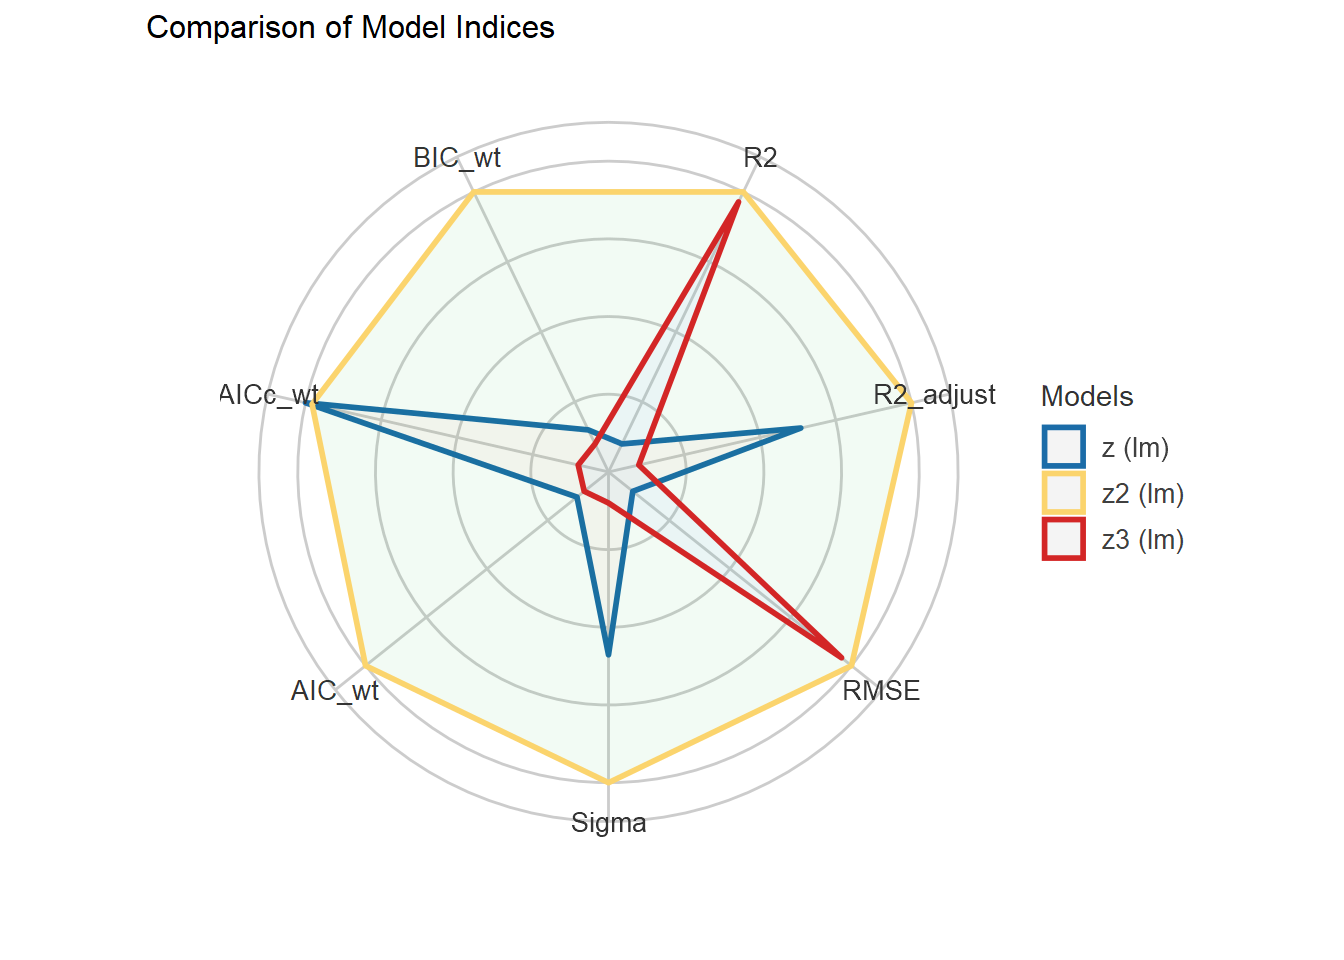 Comparison of Model Indices
BIC_wt
R2
AICc_wt
R2_adjust
Models
z (lm)
z2 (lm)
z3 (lm)
AIC_wt
RMSE
Sigma